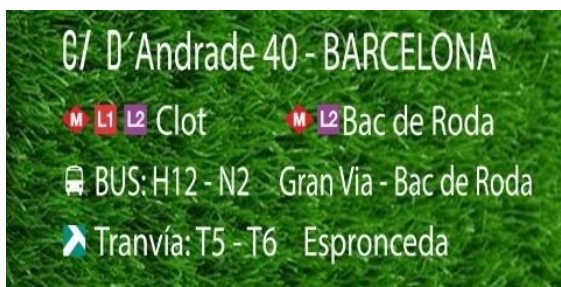 C/ D´Andrade 40 - BARCELONA
M L1 L2 Clot M L2 Bac de Roda
BUS: H12 - N2 Gran Via - Bac de Roda
Tranvía: T5 - T6 Espronceda